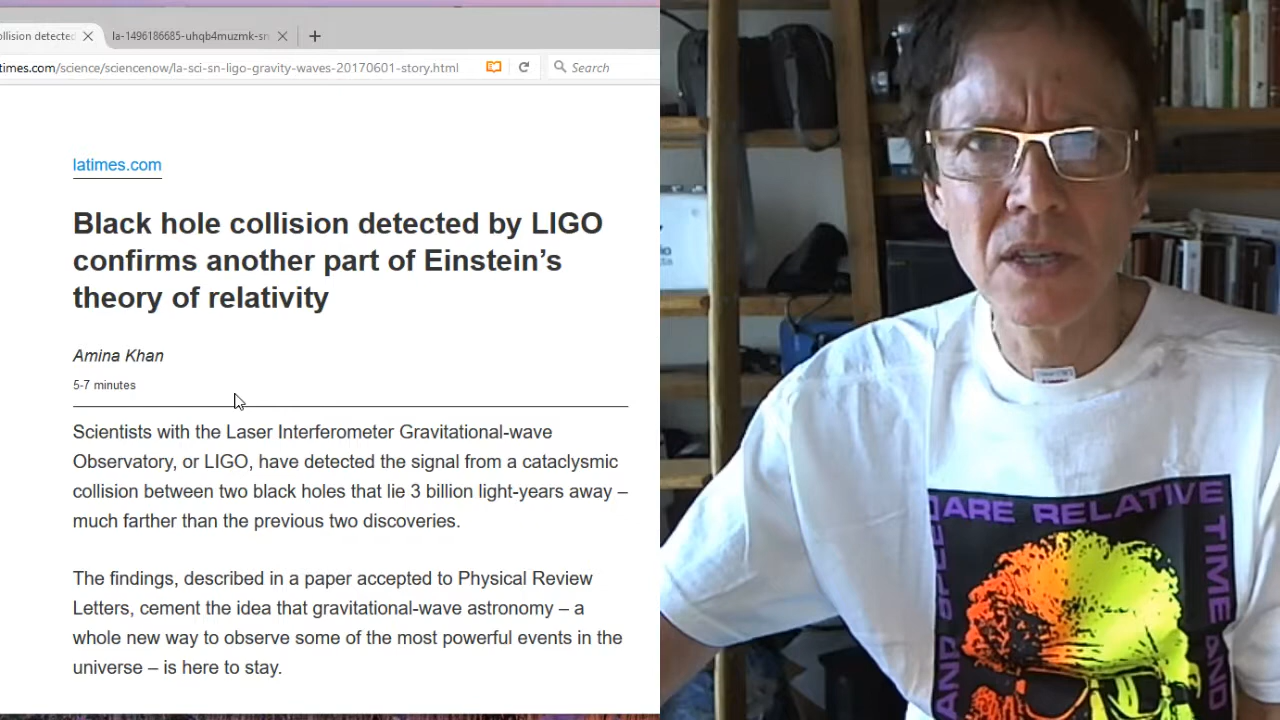 ollision detected
la-1496186685-uhqb4muzmk-sn
times.com/science/sciencenow/la-sci-sn-ligo-gravity-waves-20170601-story.html
Search
latimes.com
Black hole collision detected by LIGO
confirms another part of Einstein’s
theory of relativity
Amina Khan
5-7 minutes
Scientists with the Laser Interferometer Gravitational-wave
Observatory, or LIGO, have detected the signal from a cataclysmic
collision between two black holes that lie 3 billion light-years away –
much farther than the previous two discoveries.
The findings, described in a paper accepted to Physical Review
Letters, cement the idea that gravitational-wave astronomy – a
whole new way to observe some of the most powerful events in the
universe – is here to stay.
ARE RELATIVE
TIME AND
AND